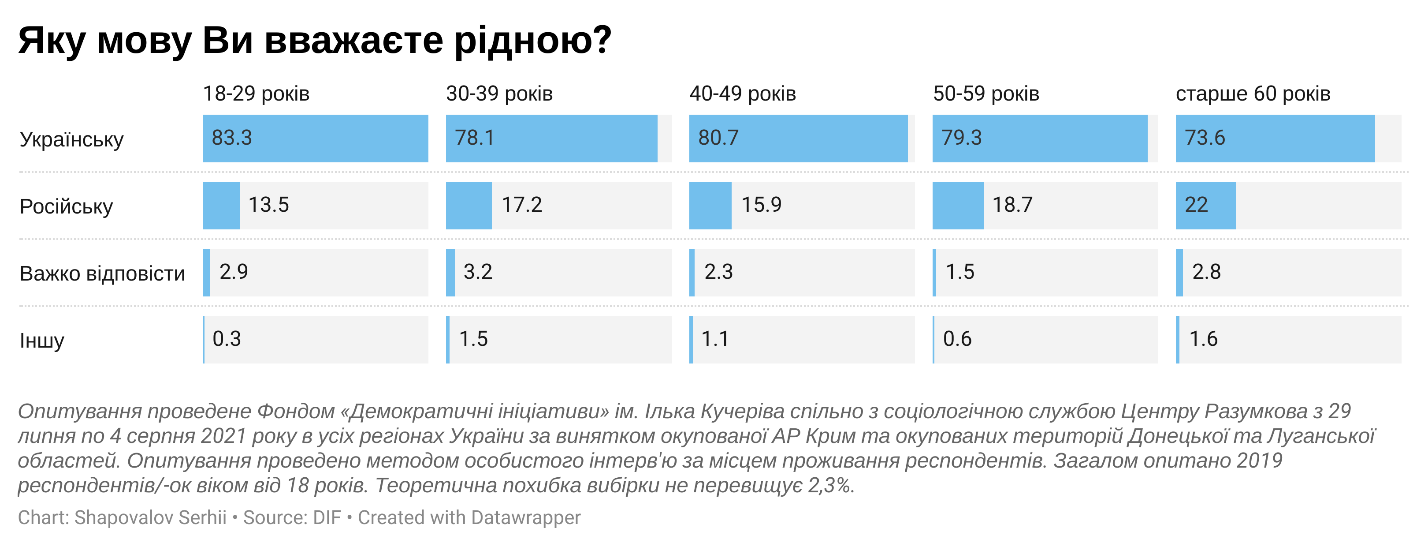 Яку мову Ви вважаєте рідною?
18-29 років 30-39 років 40-49 років 50-59 років старше 60 років
Українську 83.3 78.1 80.7 79.3 73.6
Російську 13.5 17.2 15.9 18.7 22
Важко відповісти 2.9 3.2 2.3 1.5 2.8
Іншу 0.3 1.5 1.1 0.6 1.6
Опитування проведене Фондом «Демократичні ініціативи» ім. Ілька Кучеріва спільно з соціологічною службою Центру Разумкова з 29
липня по 4 серпня 2021 року в усіх регіонах України за винятком окупованої АР Крим та окупованих територій Донецької та Луганської
областей. Опитування проведено методом особистого інтерв'ю за місцем проживання респондентів. Загалом опитано 2019
респондентів/-ок віком від 18 років. Теоретична похибка вибірки не перевищує 2,3%.
Chart: Shapovalov Serhii • Source: DIF • Created with Datawrapper